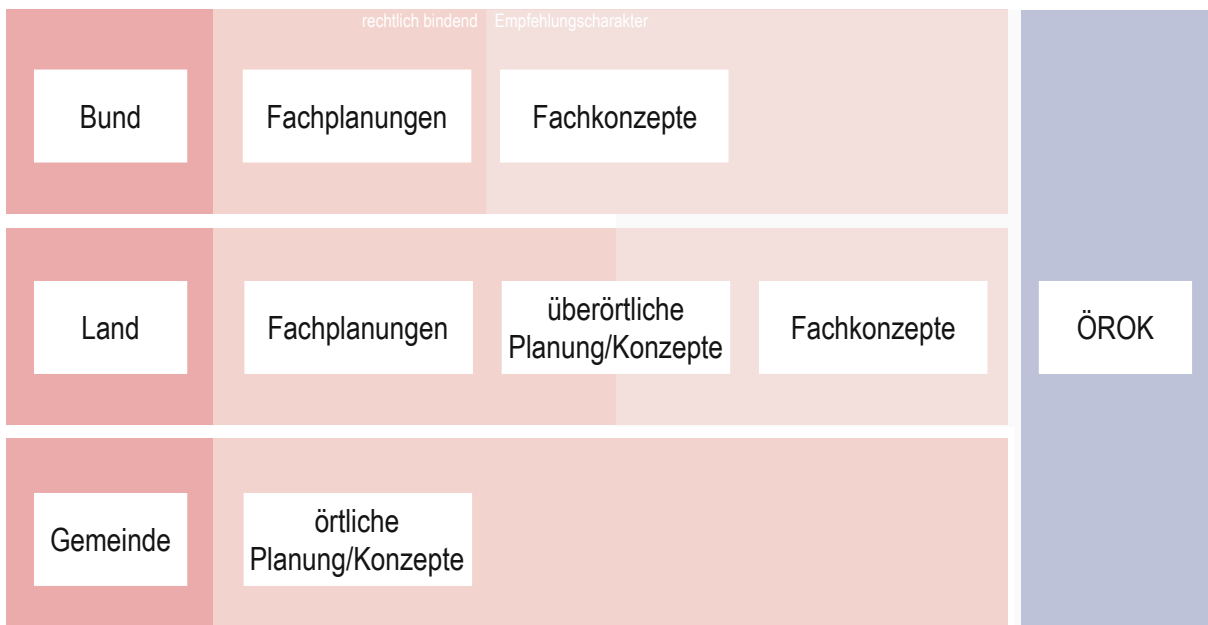 rechtlich bindend Empfehlungscharakter
Bund
Fachplanungen
Fachkonzepte
Land
Fachplanungen
überörtliche
Planung/Konzepte
Fachkonzepte
ÖROK
Gemeinde
örtliche
Planung/Konzepte